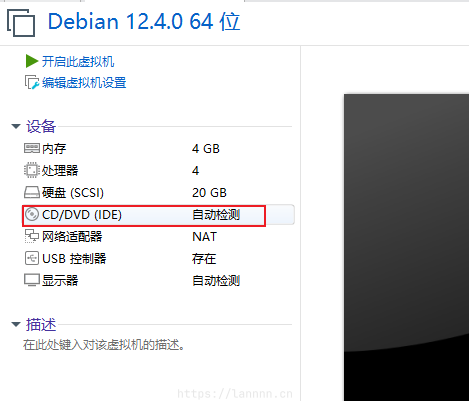 Debian 12.4.0 64 位
开启此虚拟机
编辑虚拟机设置
设备
内存 4 GB
处理器 4
硬盘 (SCSI) 20 GB
CD/DVD (IDE) 自动检测
网络适配器 NAT
USB 控制器 存在
显示器 自动检测
描述
在此处键入对该虚拟机的描述。
https://lannnn.cn